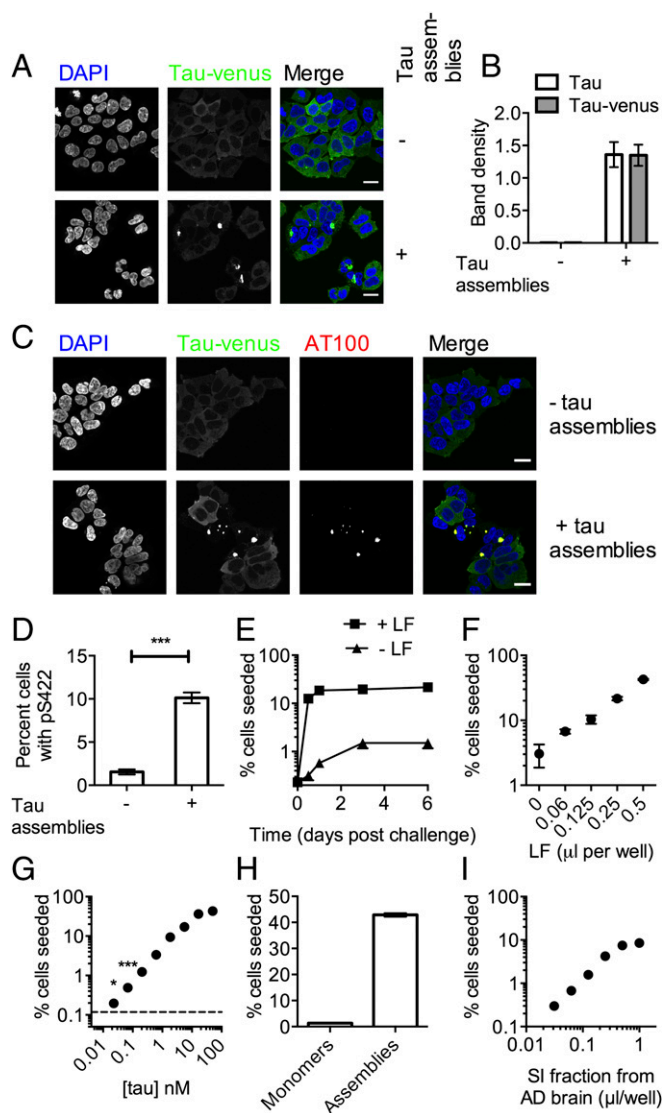 A
DAPI
Tau-venus
Merge
Tau
assem-
blies
-
+
B
Tau
Tau-venus
Band density
2.0
1.5
1.0
0.5
0.0
Tau
assemblies
-
+
C
DAPI
Tau-venus
AT100
Merge
- tau
assemblies
+ tau
assemblies
D
***
Percent cells
with pS422
15
10
5
0
Tau
assemblies
-
+
E
+ LF
- LF
% cells seeded
100
10
1
0
2
4
6
Time (days post challenge)
F
% cells seeded
100
10
1
0
0.06
0.125
0.25
0.5
LF (µl per well)
G
% cells seeded
100
10
1
0.1
*
***
0.01
0.1
1
10
100
[tau] nM
H
% cells seeded
50
40
30
20
10
0
Monomers
Assemblies
I
% cells seeded
100
10
1
0.1
0.01
0.1
1
SI fraction from
AD brain (µl/well)